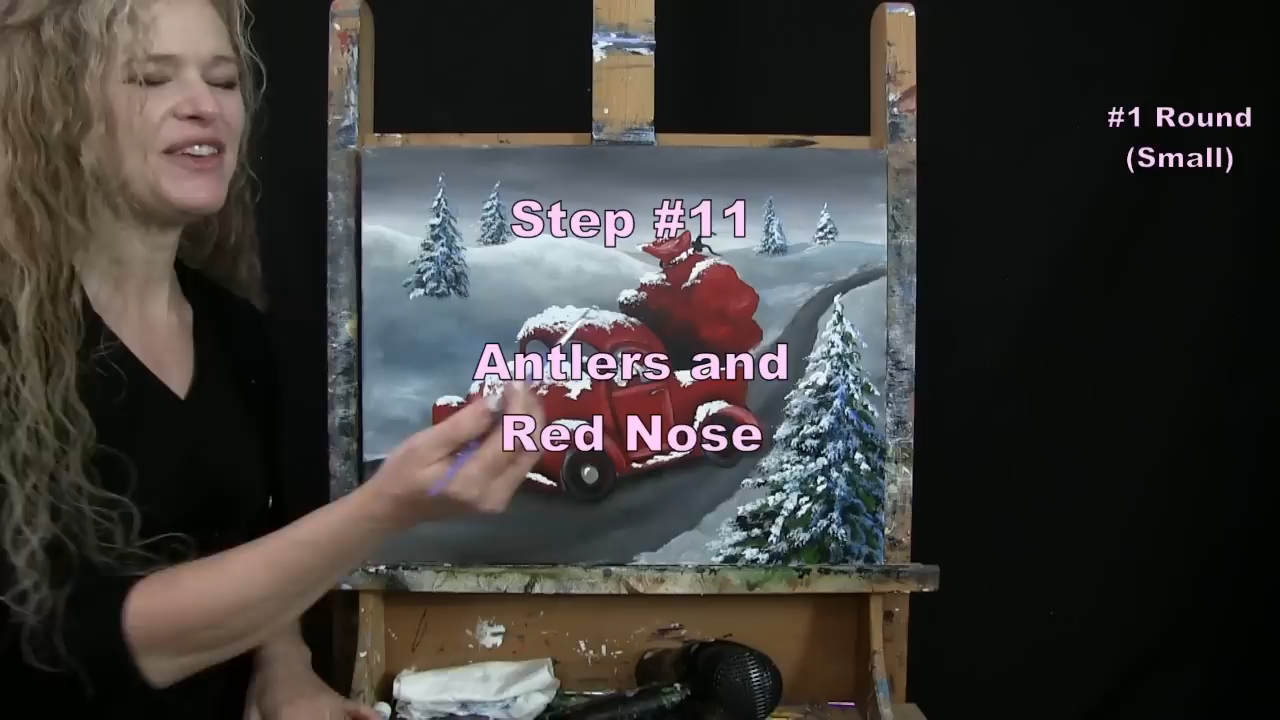 #1 Round
(Small)
Step #11
Antlers and
Red Nose